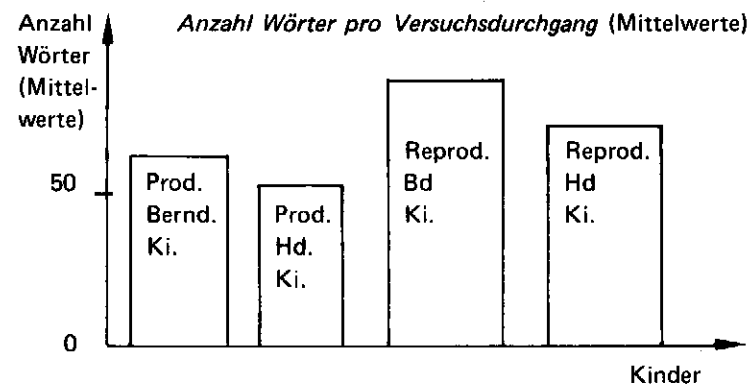 Anzahl Wörter pro Versuchsdurchgang (Mittelwerte)
Anzahl
Wörter
(Mittel-
werte)
50
0
Prod.
Bernd.
Ki.
Prod.
Hd.
Ki.
Reprod.
Bd
Ki.
Reprod.
Hd
Ki.
Kinder